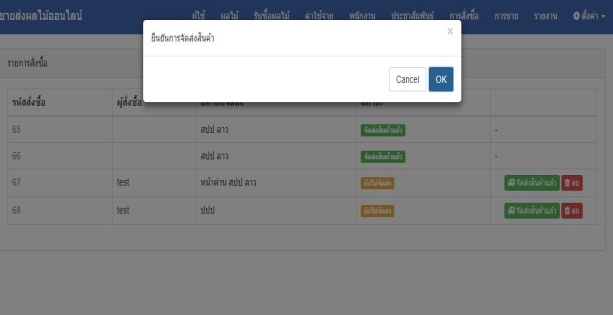 ขายส่งผลไม้ออนไลน์ ผู้ใช้ ผลไม้ รับซื้อผลไม้ ค่าใช้จ่าย พนักงาน ประชาสัมพันธ์ การสั่งซื้อ การขาย รายงาน ตั้งค่า
ยืนยันการจัดส่งสินค้า x
รายการสั่งซื้อ
Cancel OK
รหัสสั่งซื้อ ผู้สั่งซื้อ
65 สปป ลาว จัดส่งสินค้าแล้ว -
66 สปป ลาว จัดส่งสินค้าแล้ว -
67 test หน้าด่าน สปป ลาว ยังไม่จัดส่ง จัดส่งสินค้าแล้ว ลบ
68 test ปปป ยังไม่จัดส่ง จัดส่งสินค้าแล้ว ลบ